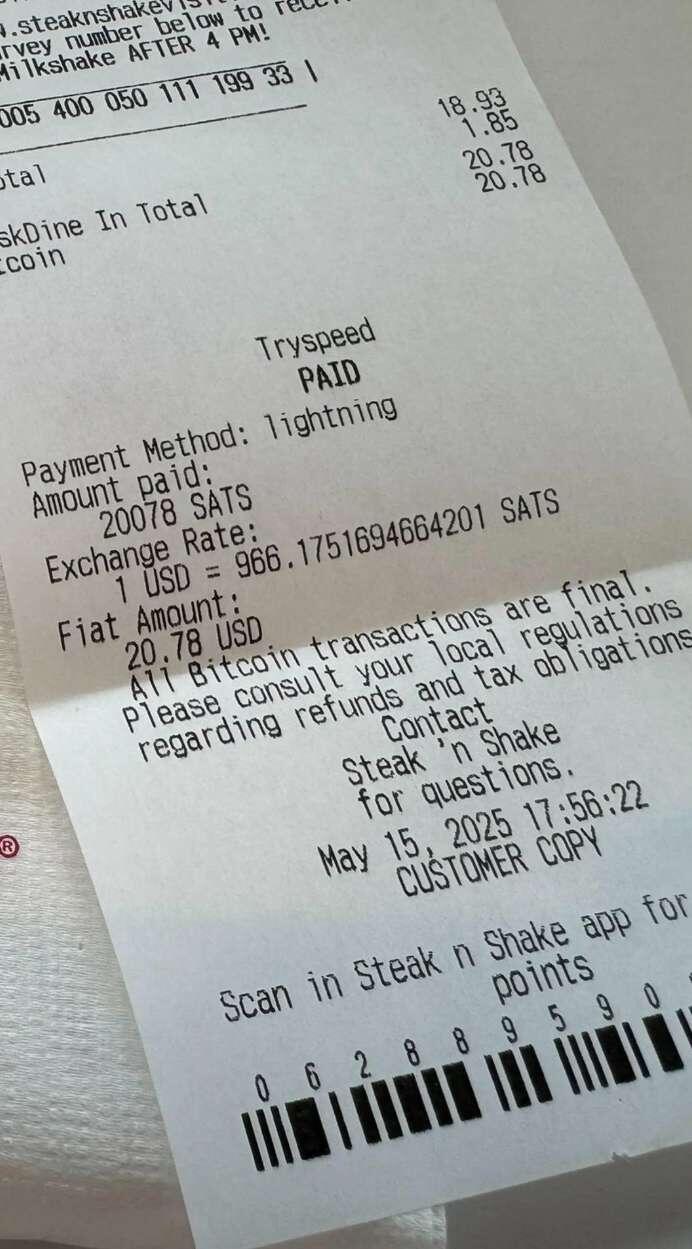 .steaknshakevis
rvey number below to rece
Milkshake AFTER 4 PM!
005 400 050 111 199 33
18.93
1.85
otal 20.78
skDine In Total 20.78
tcoin
Tryspeed
PAID
Payment Method: lightning
Amount paid:
20078 SATS
Exchange Rate:
1 USD = 966.1751694664201 SATS
Fiat Amount:
20.78 USD
All Bitcoin transactions are final.
Please consult your local regulations
regarding refunds and tax obligations
Contact
Steak 'n Shake
for questions.
May 15, 2025 17:56:22
CUSTOMER COPY
Scan in Steak n Shake app for
points
0 6 2 8 8 9 5 9 0
®